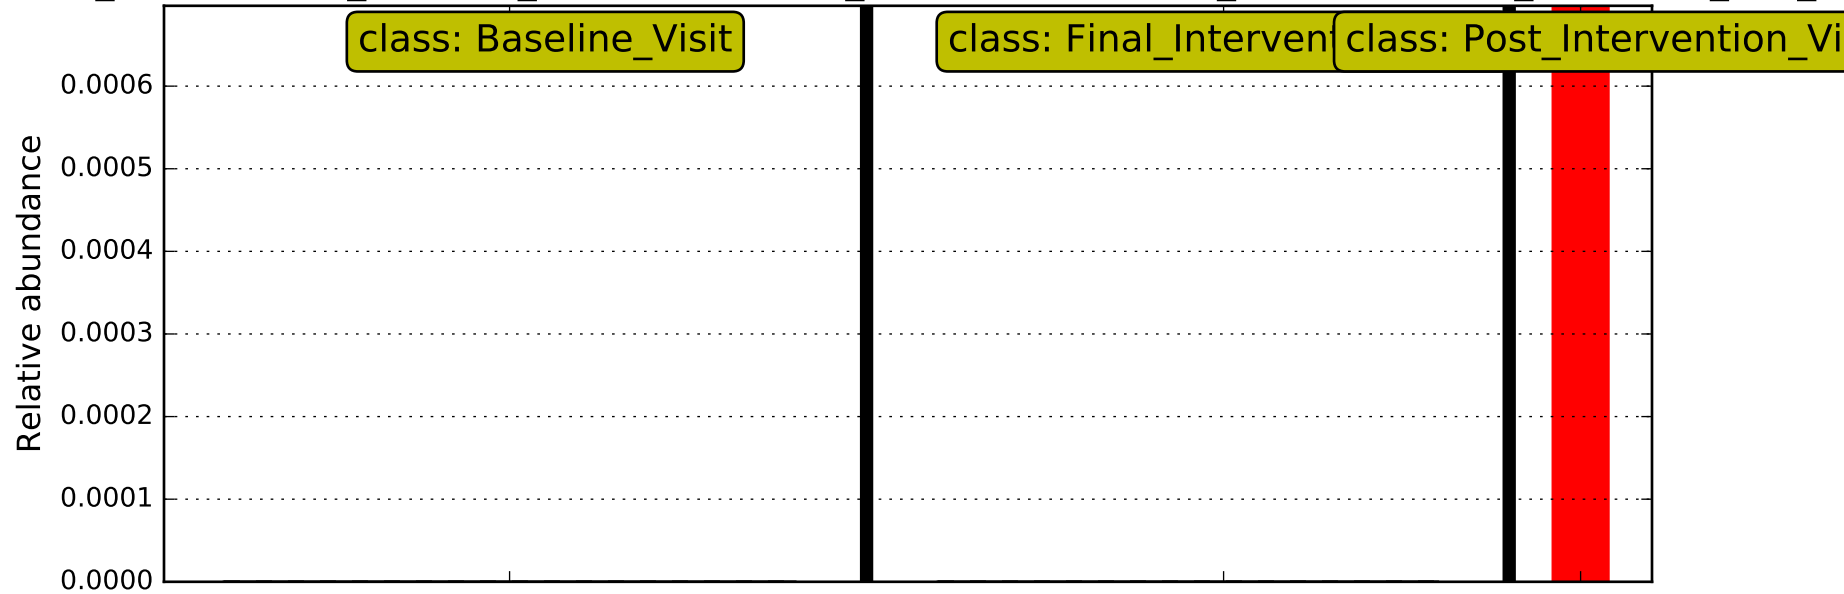 class: Baseline_Visit
class: Final_Intervent
class: Post_Intervention_Vi
0.0006
0.0005
0.0004
0.0003
0.0002
0.0001
0.0000
Relative abundance